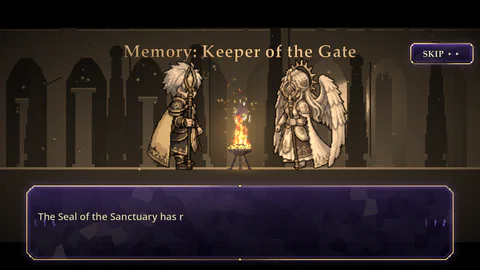 Memory: Keeper of the Gate
SKIP
The Seal of the Sanctuary has r